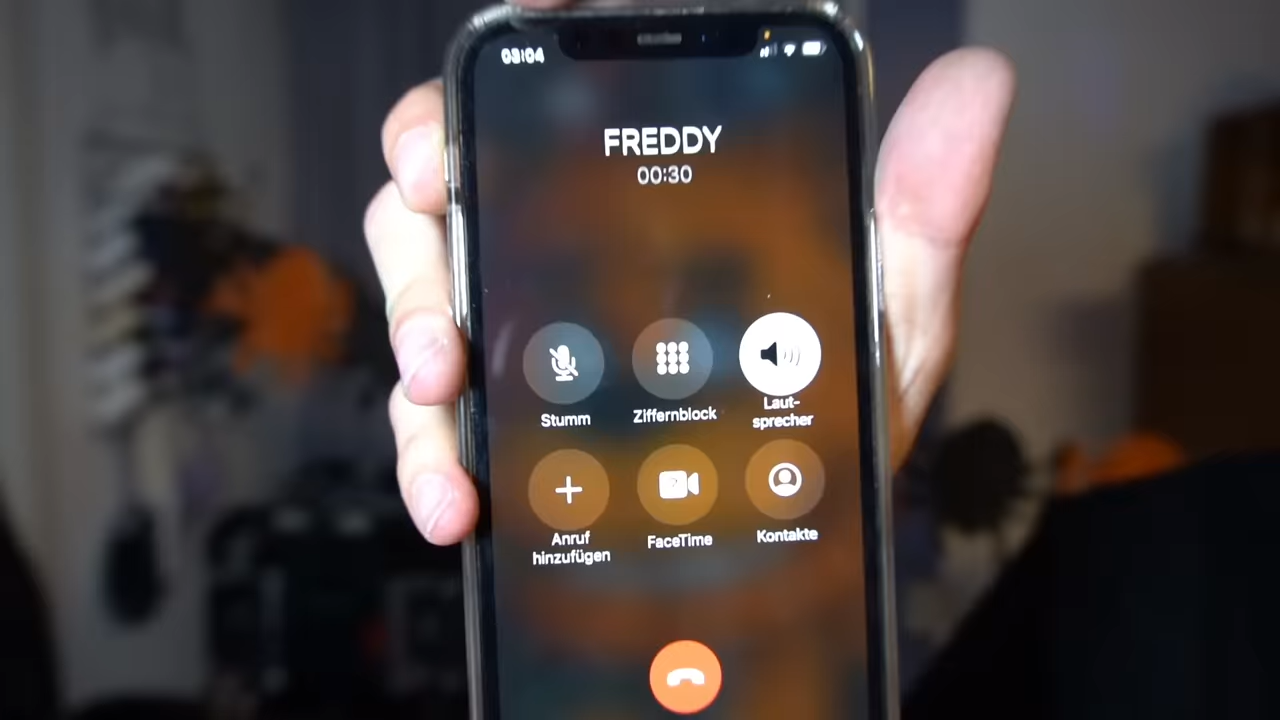 03:04
FREDDY
00:30
Stumm
Ziffernblock
Laut-
sprecher
Anruf
hinzufügen
FaceTime
Kontakte